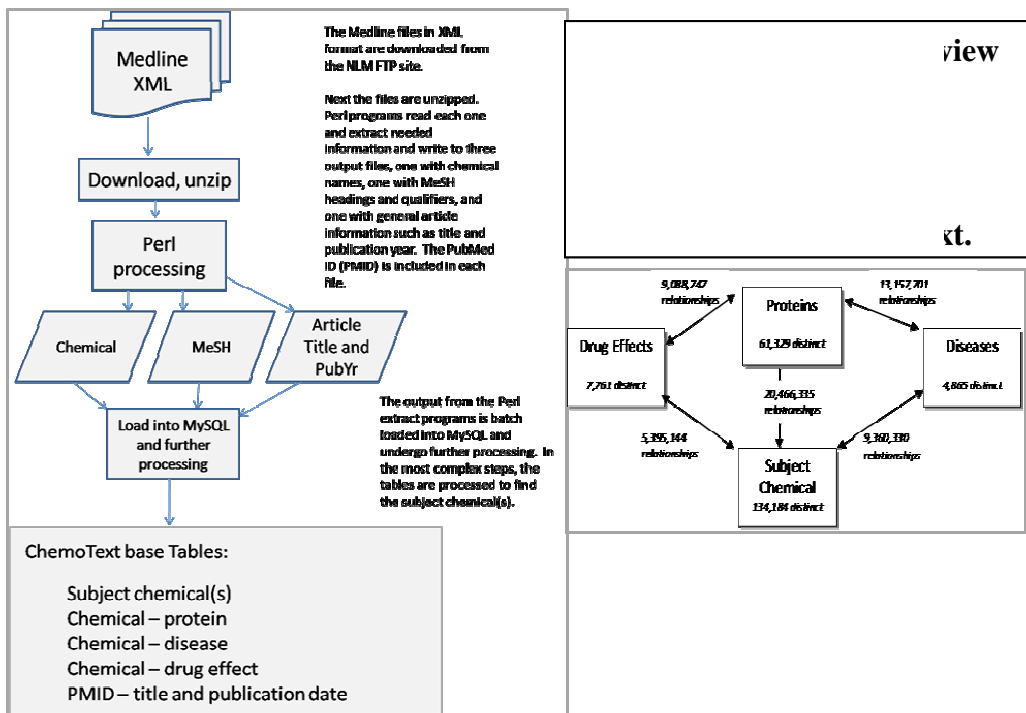 Medline
XML
Download, unzip
Perl
processing
Chemical
MeSH
Article
Title and
PubYr
Load into MySQL
and further
processing
ChemoText base Tables:
Subject chemical(s)
Chemical – protein
Chemical – disease
Chemical – drug effect
PMID – title and publication date
The Medline files in XML
format are downloaded from
the NLM FTP site.
Next the files are unzipped.
Perl programs read each one
and extract needed
information and write to three
output files, one with chemical
names, one with MeSH
headings and qualifiers, and
one with general article
information such as title and
publication year. The PubMed
ID (PMID) is included in each
file.
The output from the Perl
extract programs is batch
loaded into MySQL and
undergo further processing. In
the most complex steps, the
tables are processed to find
the subject chemical(s).
view
xt.
9,088,747
relationships
13,157,701
relationships
Proteins
61,329 distinct
Drug Effects
7,761 distinct
Diseases
4,865 distinct
20,466,335
relationships
5,395,144
relationships
9,360,330
relationships
Subject
Chemical
134,184 distinct